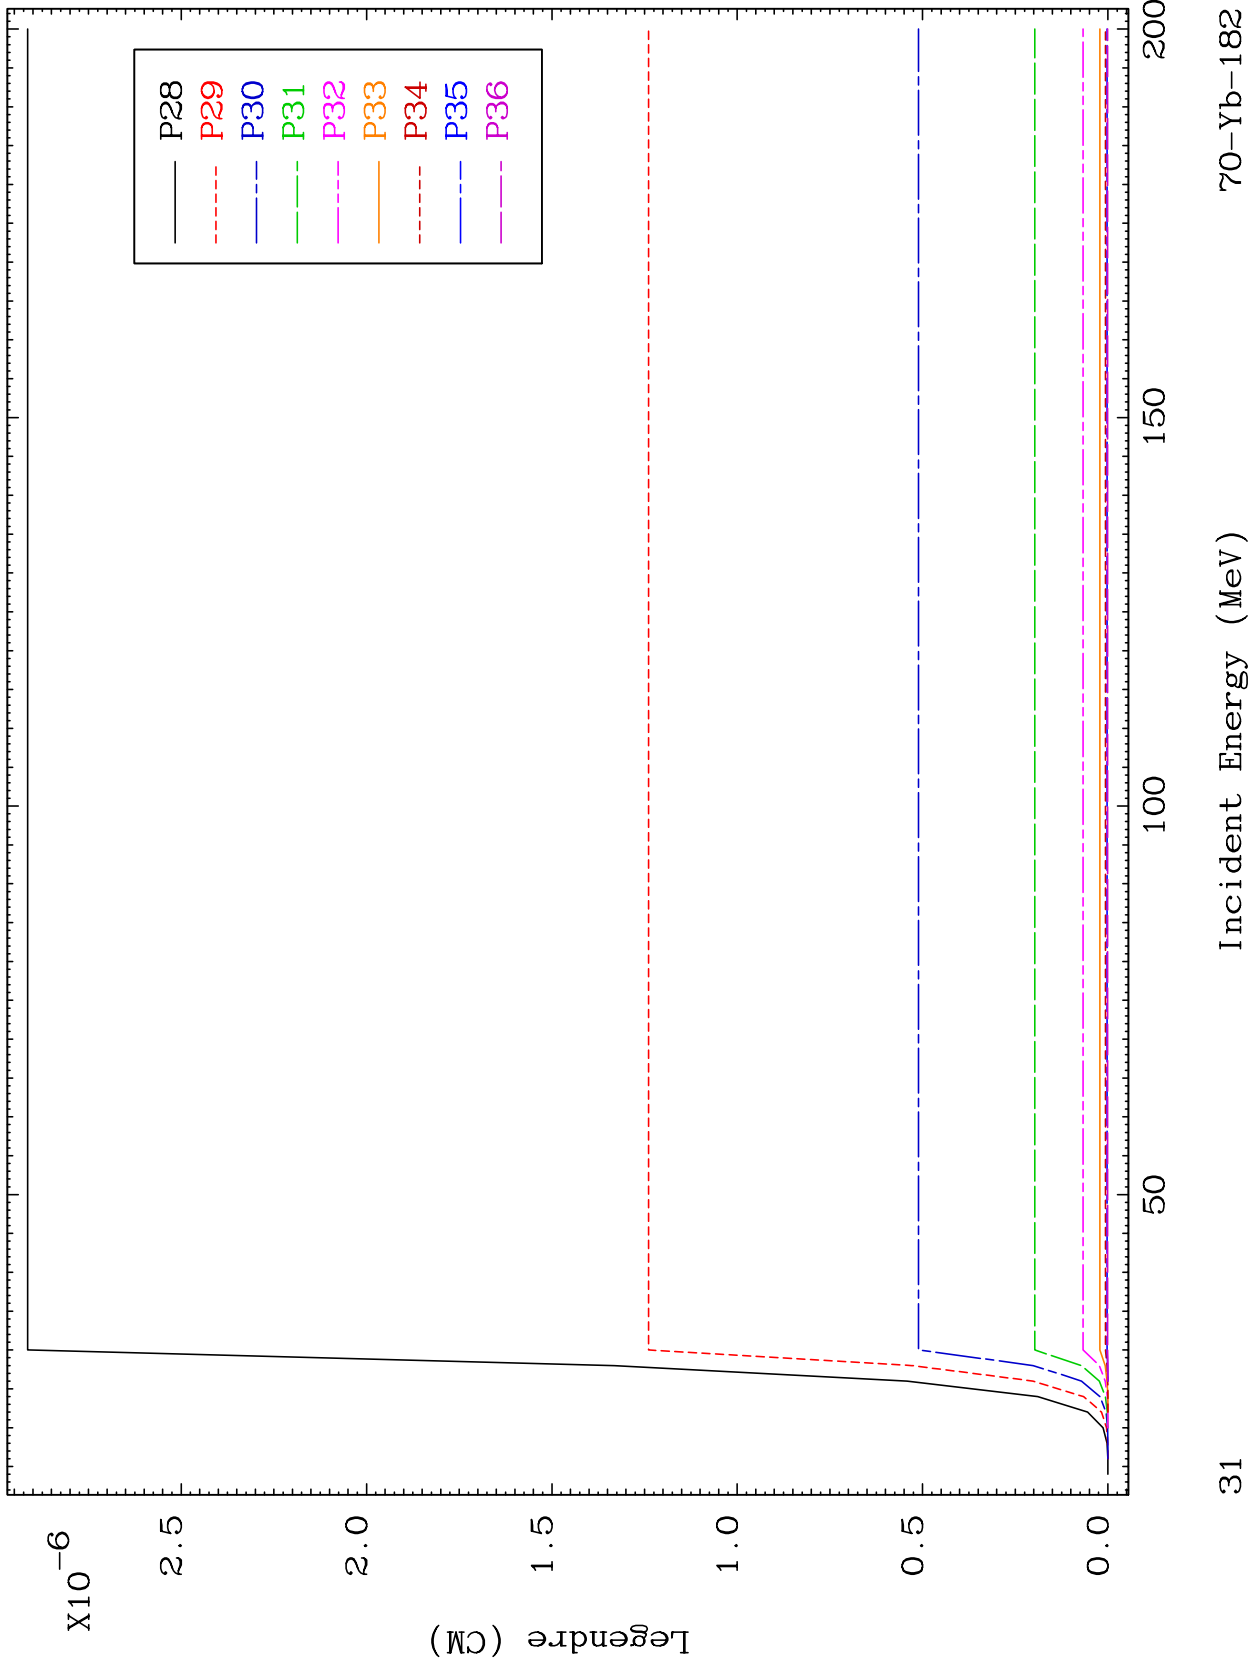 X10-6
2.5
2.0
1.5
1.0
0.5
0.0
Legendre (CM)
P28
P29
P30
P31
P32
P33
P34
P35
P36
50
100
150
200
Incident Energy (MeV)
31
70-Yb-182